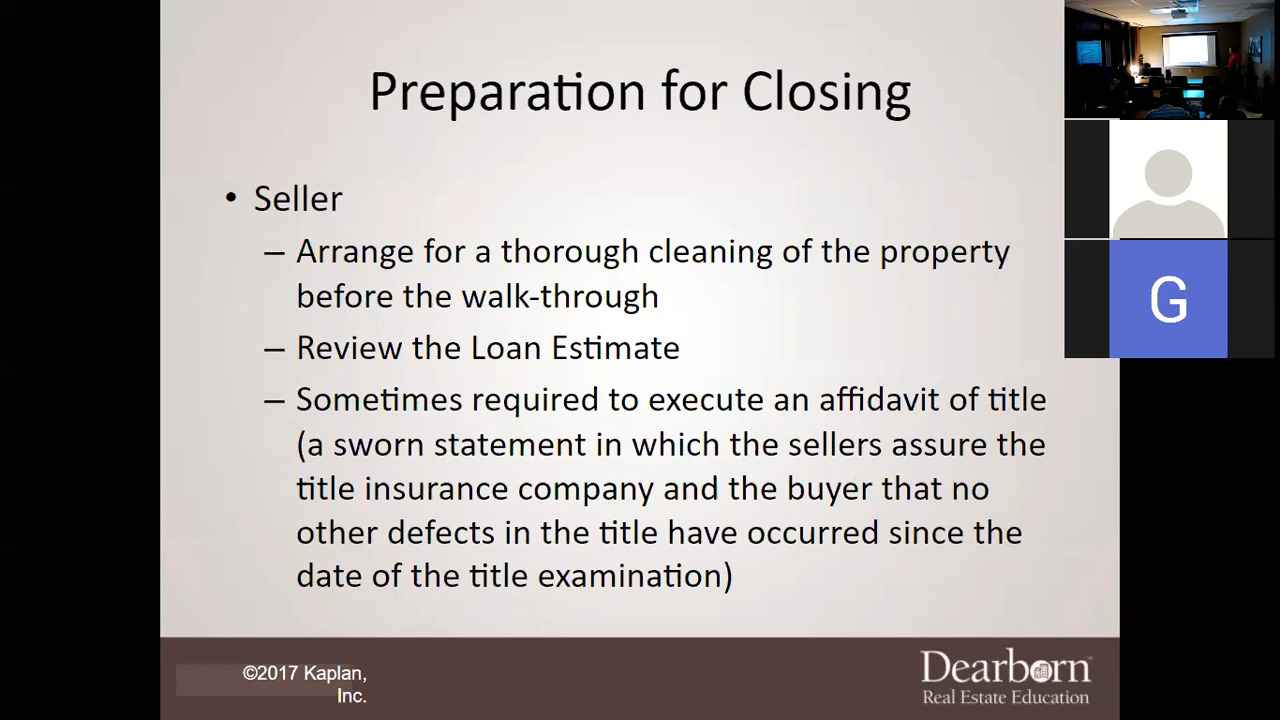 Preparation for Closing
• Seller
– Arrange for a thorough cleaning of the property
before the walk-through
– Review the Loan Estimate
– Sometimes required to execute an affidavit of title
(a sworn statement in which the sellers assure the
title insurance company and the buyer that no
other defects in the title have occurred since the
date of the title examination)
©2017 Kaplan,
Inc.
Dearborn
Real Estate Education
G